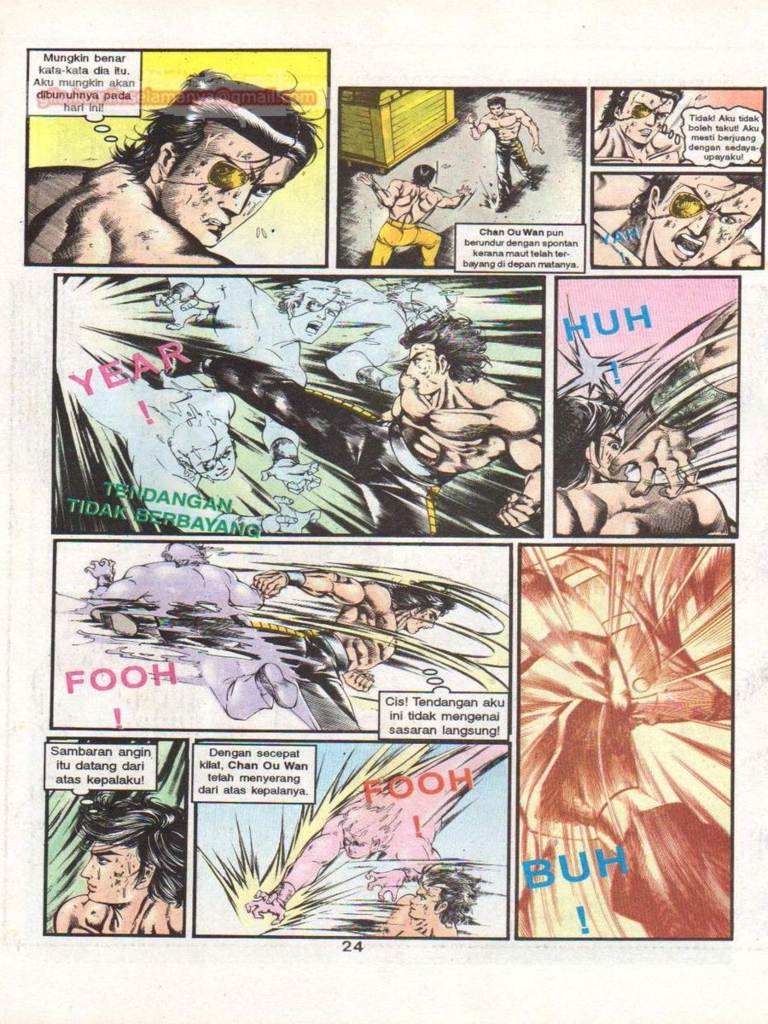 Mungkin benar
kata-kata dia itu.
Aku mungkin akan
dibunuhnya pada
hari ini!
Chan Ou Wan pun
berundur dengan spontan
kerana maut telah ter-
bayang di depan matanya.
Tidak! Aku tidak
boleh takut! Aku
mesti berjuang
dengan sedaya-
upayaku!
YAH
YEAR
!
TENDANGAN
TIDAK BERBAYANG
HUH
!
FOOH
!
Cis! Tendangan aku
ini tidak mengenai
sasaran langsung!
BUH
!
Sambaran angin
itu datang dari
atas kepalaku!
Dengan secepat
kilat, Chan Ou Wan
telah menyerang
dari atas kepalanya.
FOOH
!
24